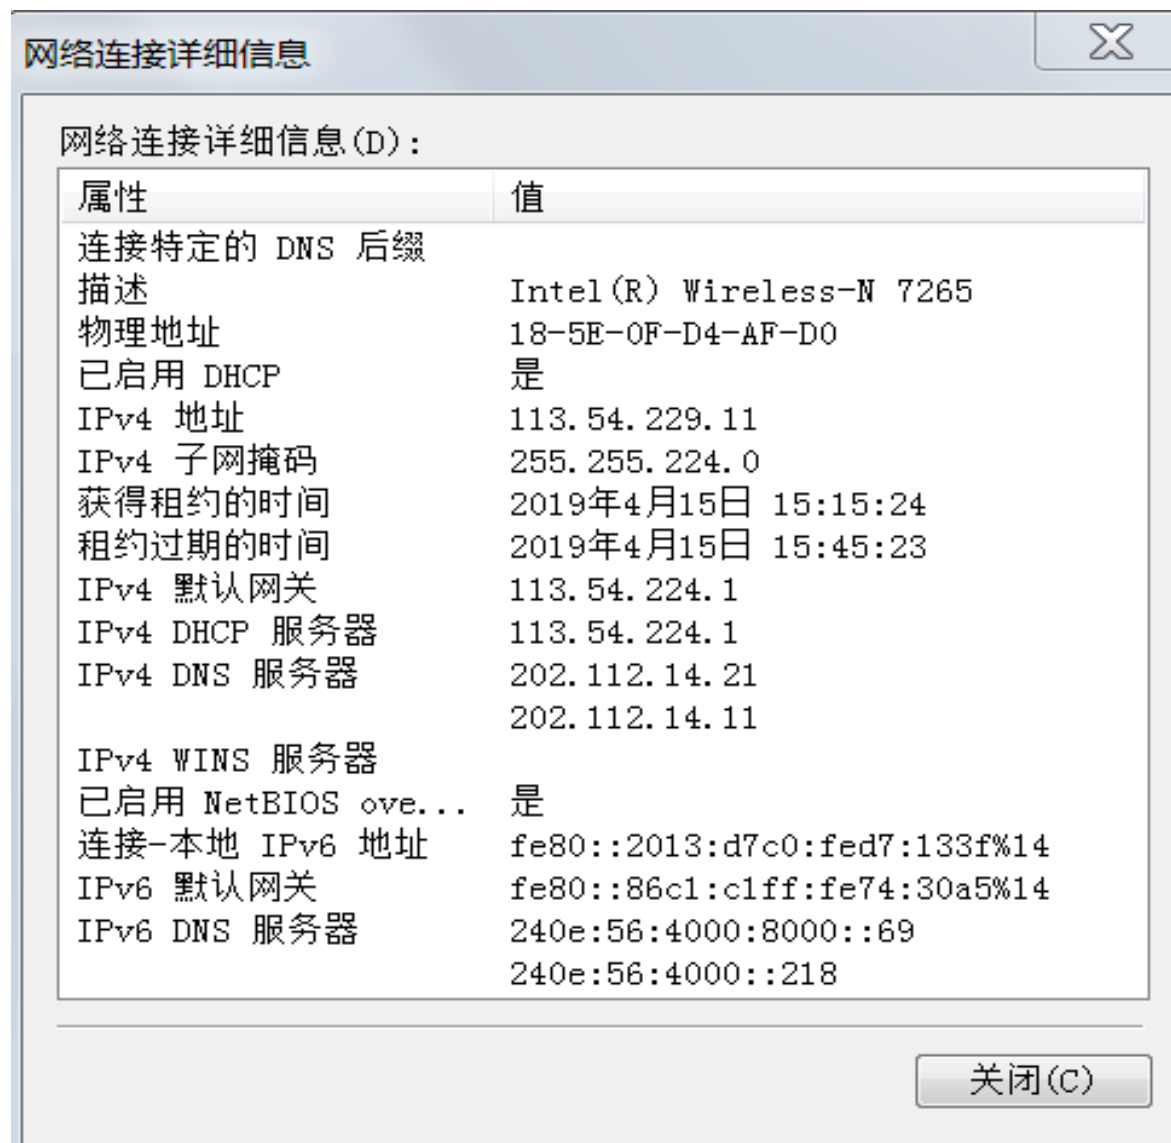 网络连接详细信息
网络连接详细信息(D):
属性 值
连接特定的 DNS 后缀
描述 Intel(R) Wireless-N 7265
物理地址 18-5E-0F-D4-AF-D0
已启用 DHCP 是
IPv4 地址 113.54.229.11
IPv4 子网掩码 255.255.224.0
获得租约的时间 2019年4月15日 15:15:24
租约过期的时间 2019年4月15日 15:45:23
IPv4 默认网关 113.54.224.1
IPv4 DHCP 服务器 113.54.224.1
IPv4 DNS 服务器 202.112.14.21
202.112.14.11
IPv4 WINS 服务器
已启用 NetBIOS ove... 是
连接-本地 IPv6 地址 fe80::2013:d7c0:fed7:133f%14
IPv6 默认网关 fe80::86c1:c1ff:fe74:30a5%14
IPv6 DNS 服务器 240e:56:4000:8000::69
240e:56:4000::218
关闭(C)